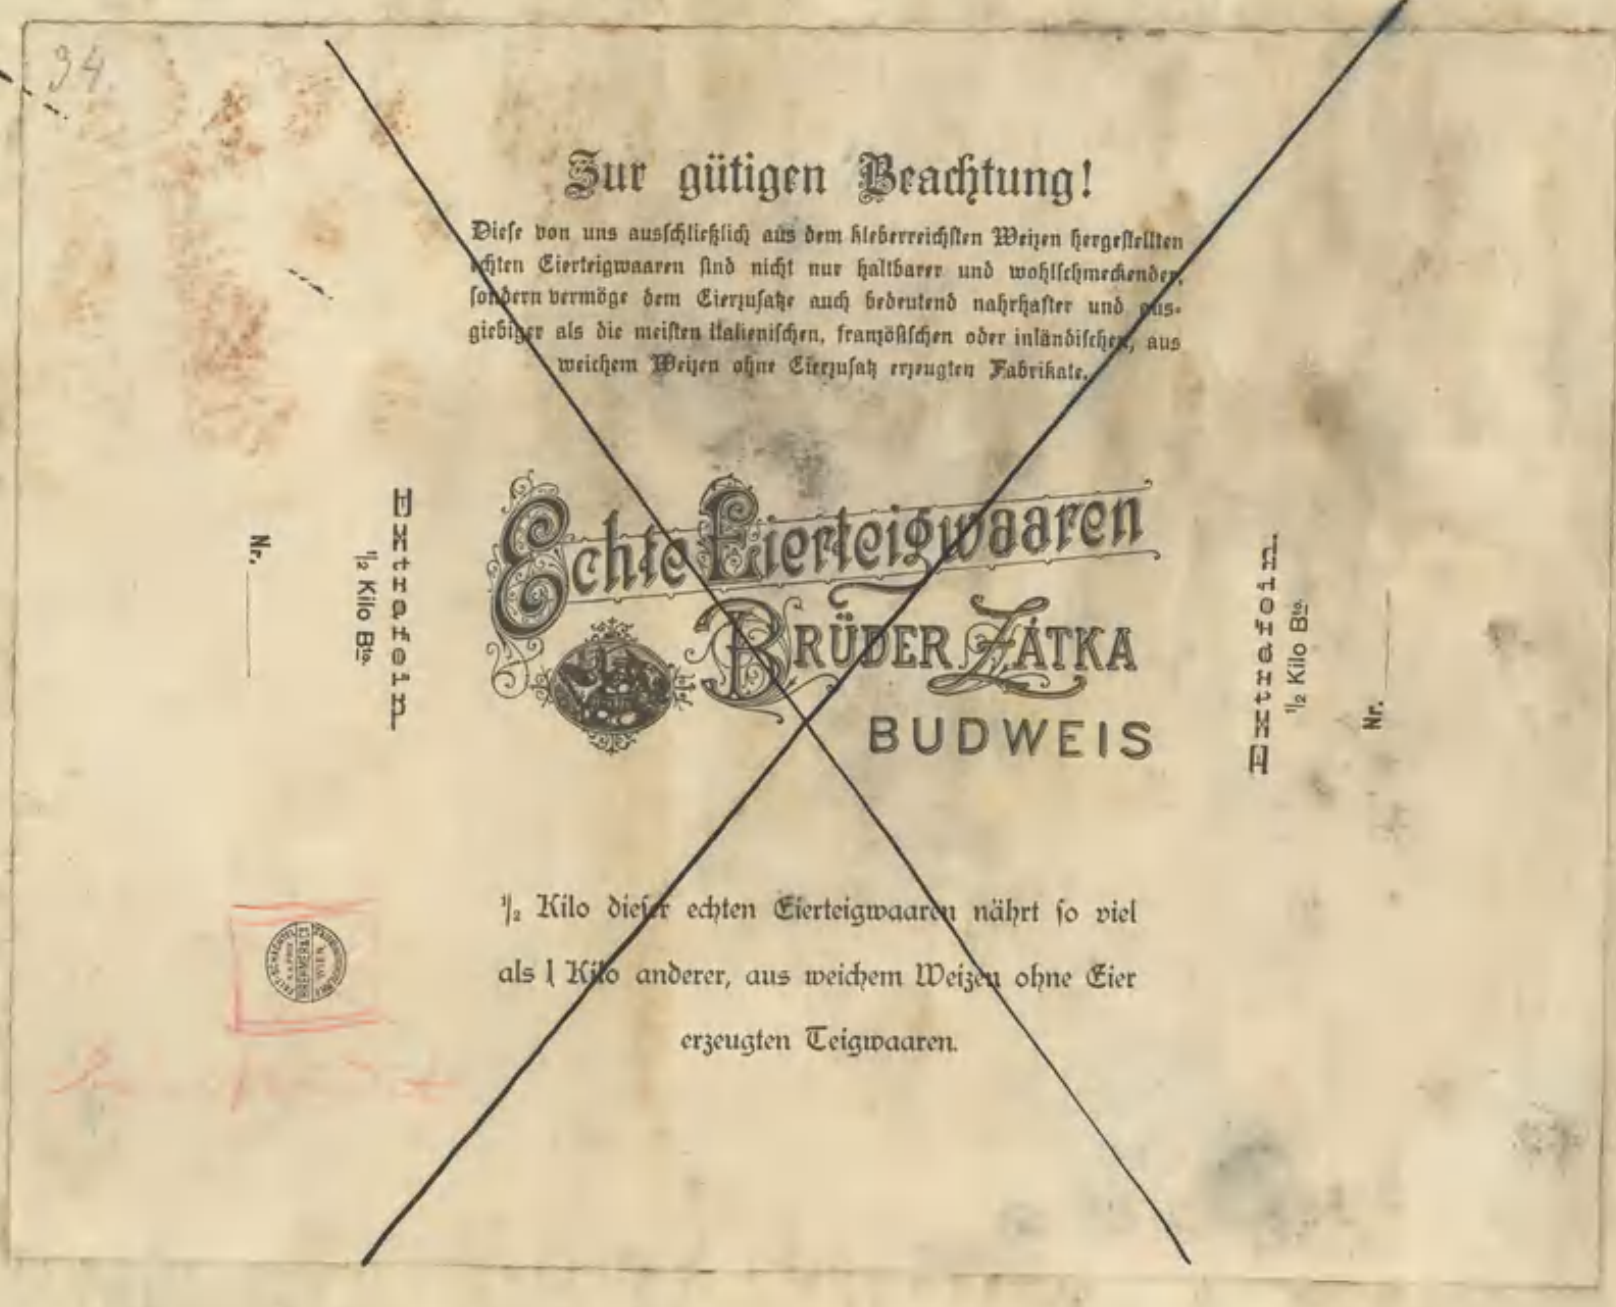 34
Zur gütigen Beachtung!
Diese von uns ausschließlich aus dem kleberreichsten Weizen hergestellten
echten Eierteigwaaren sind nicht nur haltbarer und wohlschmeckender,
sondern vermöge dem Eierzusatze auch bedeutend nahrhafter und aus-
giebiger als die meisten italienischen, französischen oder inländischen, aus
weichem Weizen ohne Eierzusatz erzeugten Fabrikate.
Nr.
Extrafein
1/2 Kilo Bto.
Echte Eierteigwaaren
BRÜDER ZÁTKA
BUDWEIS
Extrafein
1/2 Kilo Bto.
Nr.
1/2 Kilo dieser echten Eierteigwaaren nährt so viel
als 1 Kilo anderer, aus weichem Weizen ohne Eier
erzeugten Teigwaaren.
WIEN